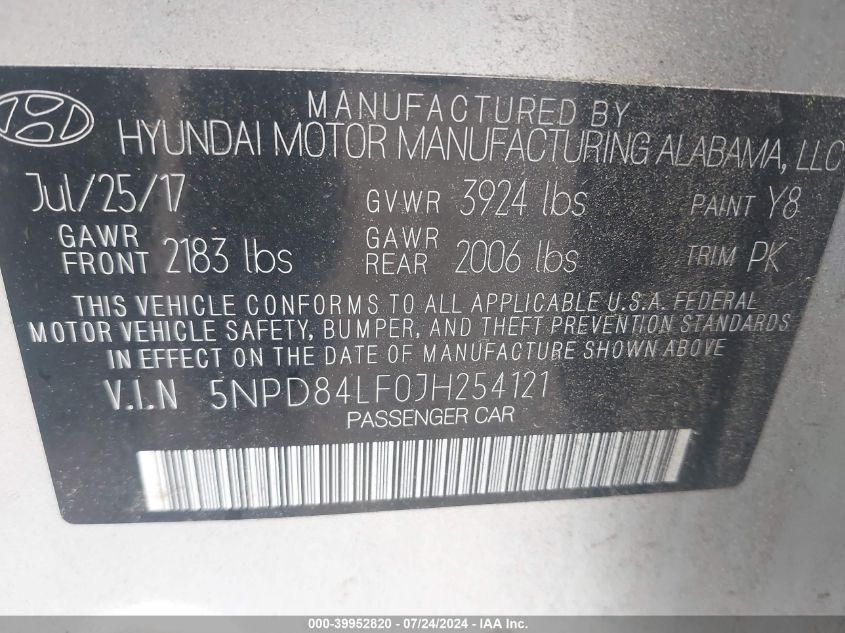 MANUFACTURED BY
HYUNDAI MOTOR MANUFACTURING ALABAMA, LLC
Jul/25/17 GVWR 3924 lbs PAINT Y8
GAWR FRONT 2183 lbs GAWR REAR 2006 lbs TRIM PK
THIS VEHICLE CONFORMS TO ALL APPLICABLE U.S.A. FEDERAL
MOTOR VEHICLE SAFETY, BUMPER, AND THEFT PREVENTION STANDARDS
IN EFFECT ON THE DATE OF MANUFACTURE SHOWN ABOVE
V.I.N 5NPD84LF0JH254121
PASSENGER CAR
000-39952820 - 07/24/2024 - IAA Inc.